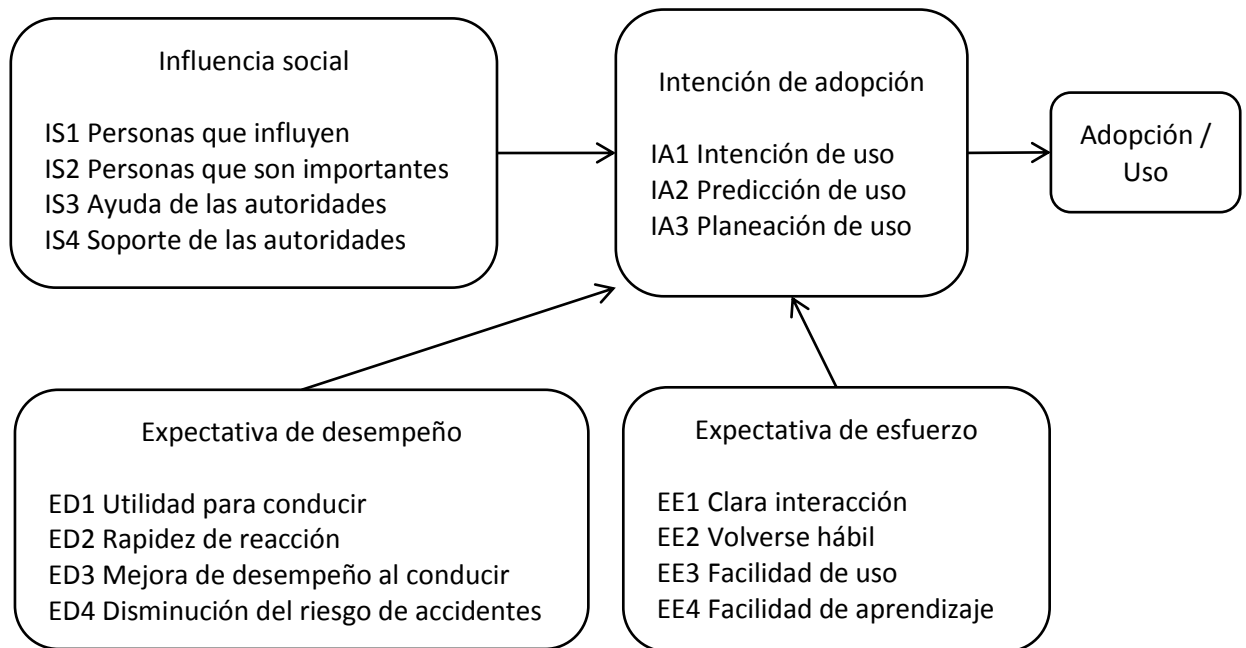 Influencia social
IS1 Personas que influyen
IS2 Personas que son importantes
IS3 Ayuda de las autoridades
IS4 Soporte de las autoridades
Intención de adopción
IA1 Intención de uso
IA2 Predicción de uso
IA3 Planeación de uso
Adopción /
Uso
Expectativa de desempeño
ED1 Utilidad para conducir
ED2 Rapidez de reacción
ED3 Mejora de desempeño al conducir
ED4 Disminución del riesgo de accidentes
Expectativa de esfuerzo
EE1 Clara interacción
EE2 Volverse hábil
EE3 Facilidad de uso
EE4 Facilidad de aprendizaje